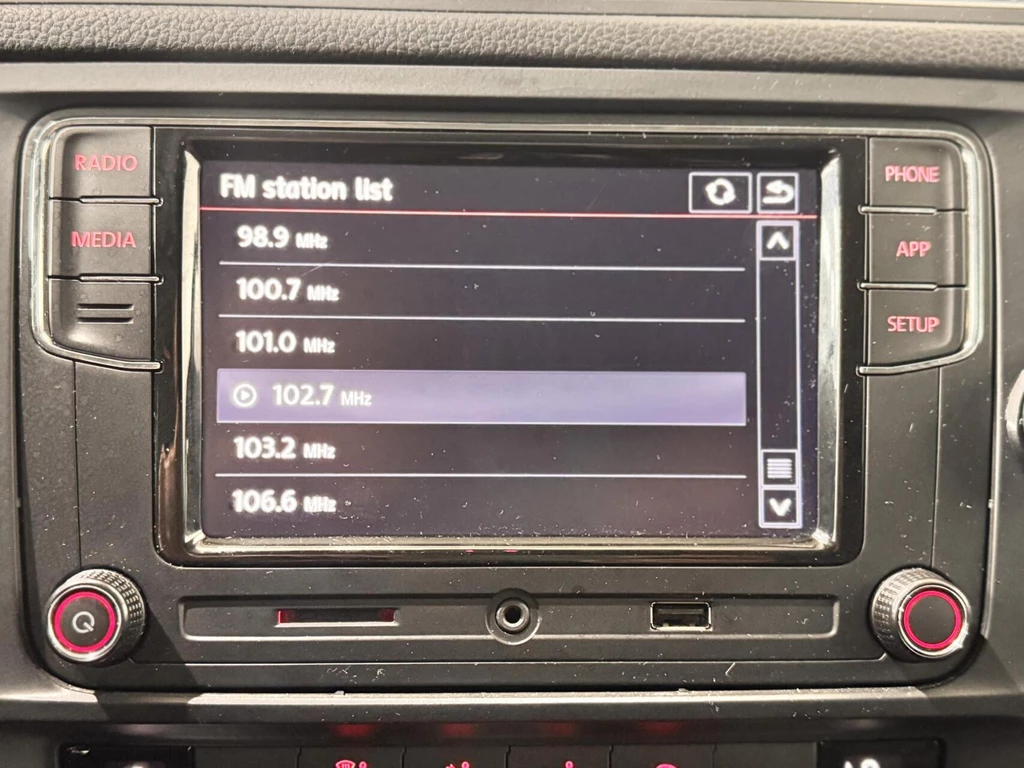 RADIO
MEDIA
PHONE
APP
SETUP
FM station list
98.9 MHz
100.7 MHz
101.0 MHz
102.7 MHz
103.2 MHz
106.6 MHz